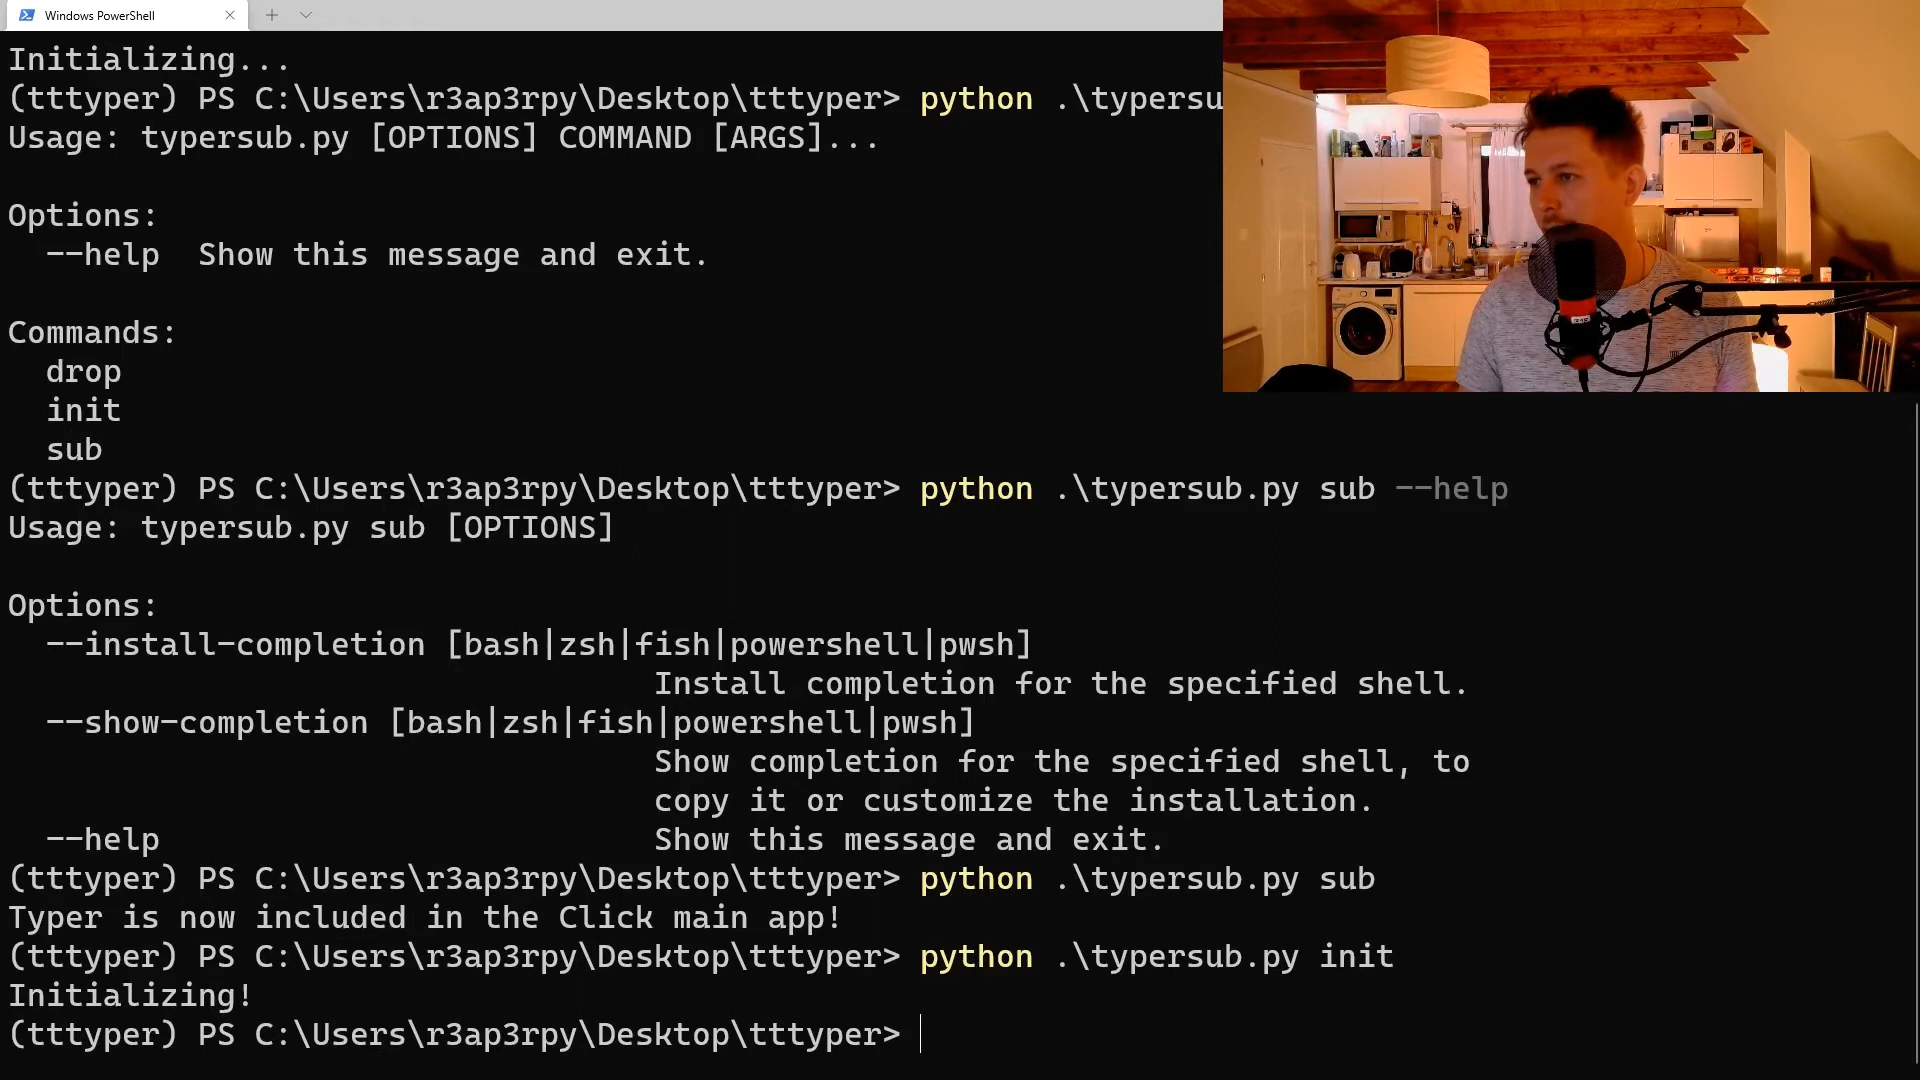 Windows PowerShell
Initializing...
(tttyper) PS C:\Users\r3ap3rpy\Desktop\tttyper> python .\typersu
Usage: typersub.py [OPTIONS] COMMAND [ARGS]...
Options:
--help  Show this message and exit.
Commands:
drop
init
sub
(tttyper) PS C:\Users\r3ap3rpy\Desktop\tttyper> python .\typersub.py sub --help
Usage: typersub.py sub [OPTIONS]
Options:
--install-completion [bash|zsh|fish|powershell|pwsh]
Install completion for the specified shell.
--show-completion [bash|zsh|fish|powershell|pwsh]
Show completion for the specified shell, to
copy it or customize the installation.
--help                          Show this message and exit.
(tttyper) PS C:\Users\r3ap3rpy\Desktop\tttyper> python .\typersub.py sub
Typer is now included in the Click main app!
(tttyper) PS C:\Users\r3ap3rpy\Desktop\tttyper> python .\typersub.py init
Initializing!
(tttyper) PS C:\Users\r3ap3rpy\Desktop\tttyper>